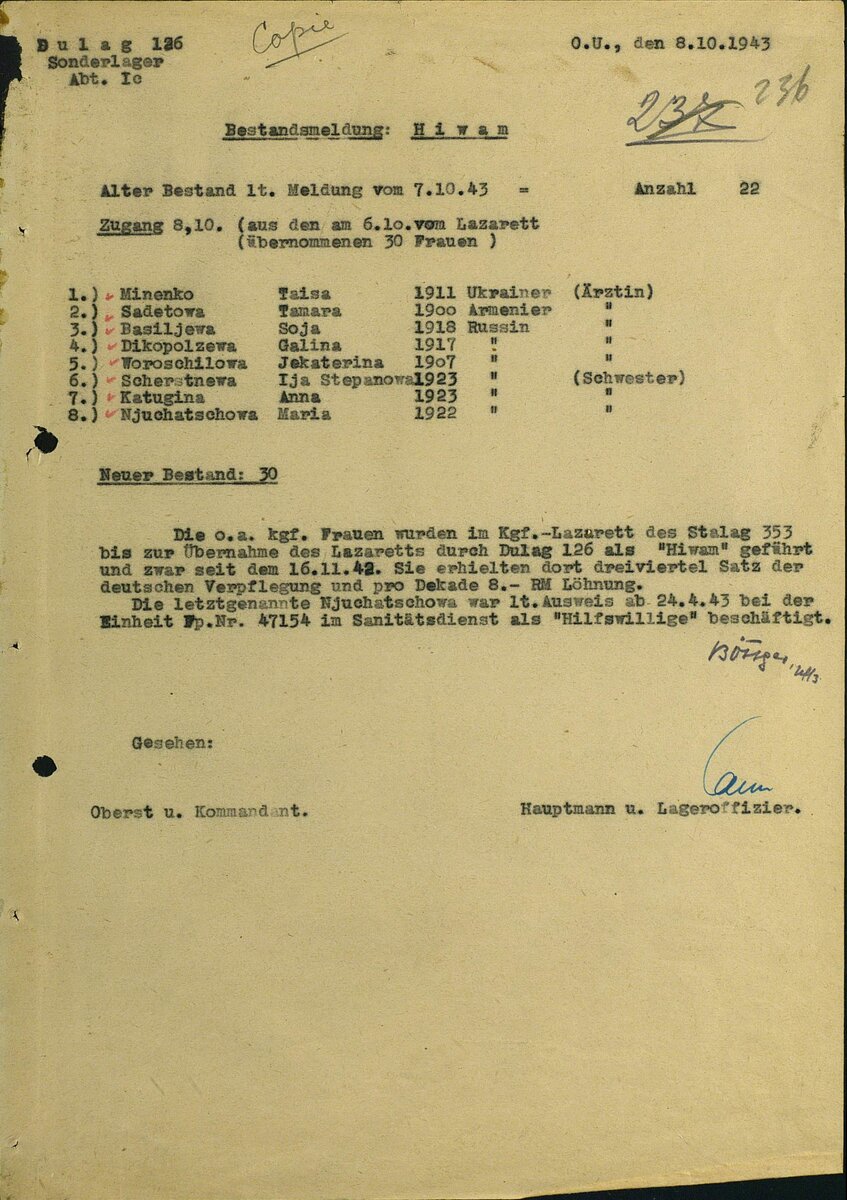 D u l a g 126
Sonderlager
Abt. Ic
Copie
O.U., den 8.10.1943
237 236
Bestandsmeldung: H i w a m
Alter Bestand lt. Meldung vom 7.10.43 = Anzahl 22
Zugang 8,10. (aus den am 6.1o.vom Lazarett
(übernommenen 30 Frauen )
1.) Minenko Taisa 1911 Ukrainer (Ärztin)
2.) Sadetowa Tamara 19oo Armenier "
3.) Basiljewa Soja 1918 Russin "
4.) Dikopolzewa Galina 1917 " "
5.) Woroschilowa Jekaterina 19o7 " "
6.) Scherstnewa Ija Stepanowa 1923 " (Schwester)
7.) Katugina Anna 1923 " "
8.) Njuchatschowa Maria 1922 " "
Neuer Bestand: 30
Die o.a. kgf. Frauen wurden im Kgf.-Lazarett des Stalag 353
bis zur Übernahme des Lazaretts durch Dulag 126 als "Hiwam" geführt
und zwar seit dem 16.11.42. Sie erhielten dort dreiviertel Satz der
deutschen Verpflegung und pro Dekade 8.- RM Löhnung.
Die letztgenannte Njuchatschowa war lt.Ausweis ab 24.4.43 bei der
Einheit Fp.Nr. 47154 im Sanitätsdienst als "Hilfswillige" beschäftigt.
Gesehen:
Oberst u. Kommandant.
Hauptmann u. Lageroffizier.